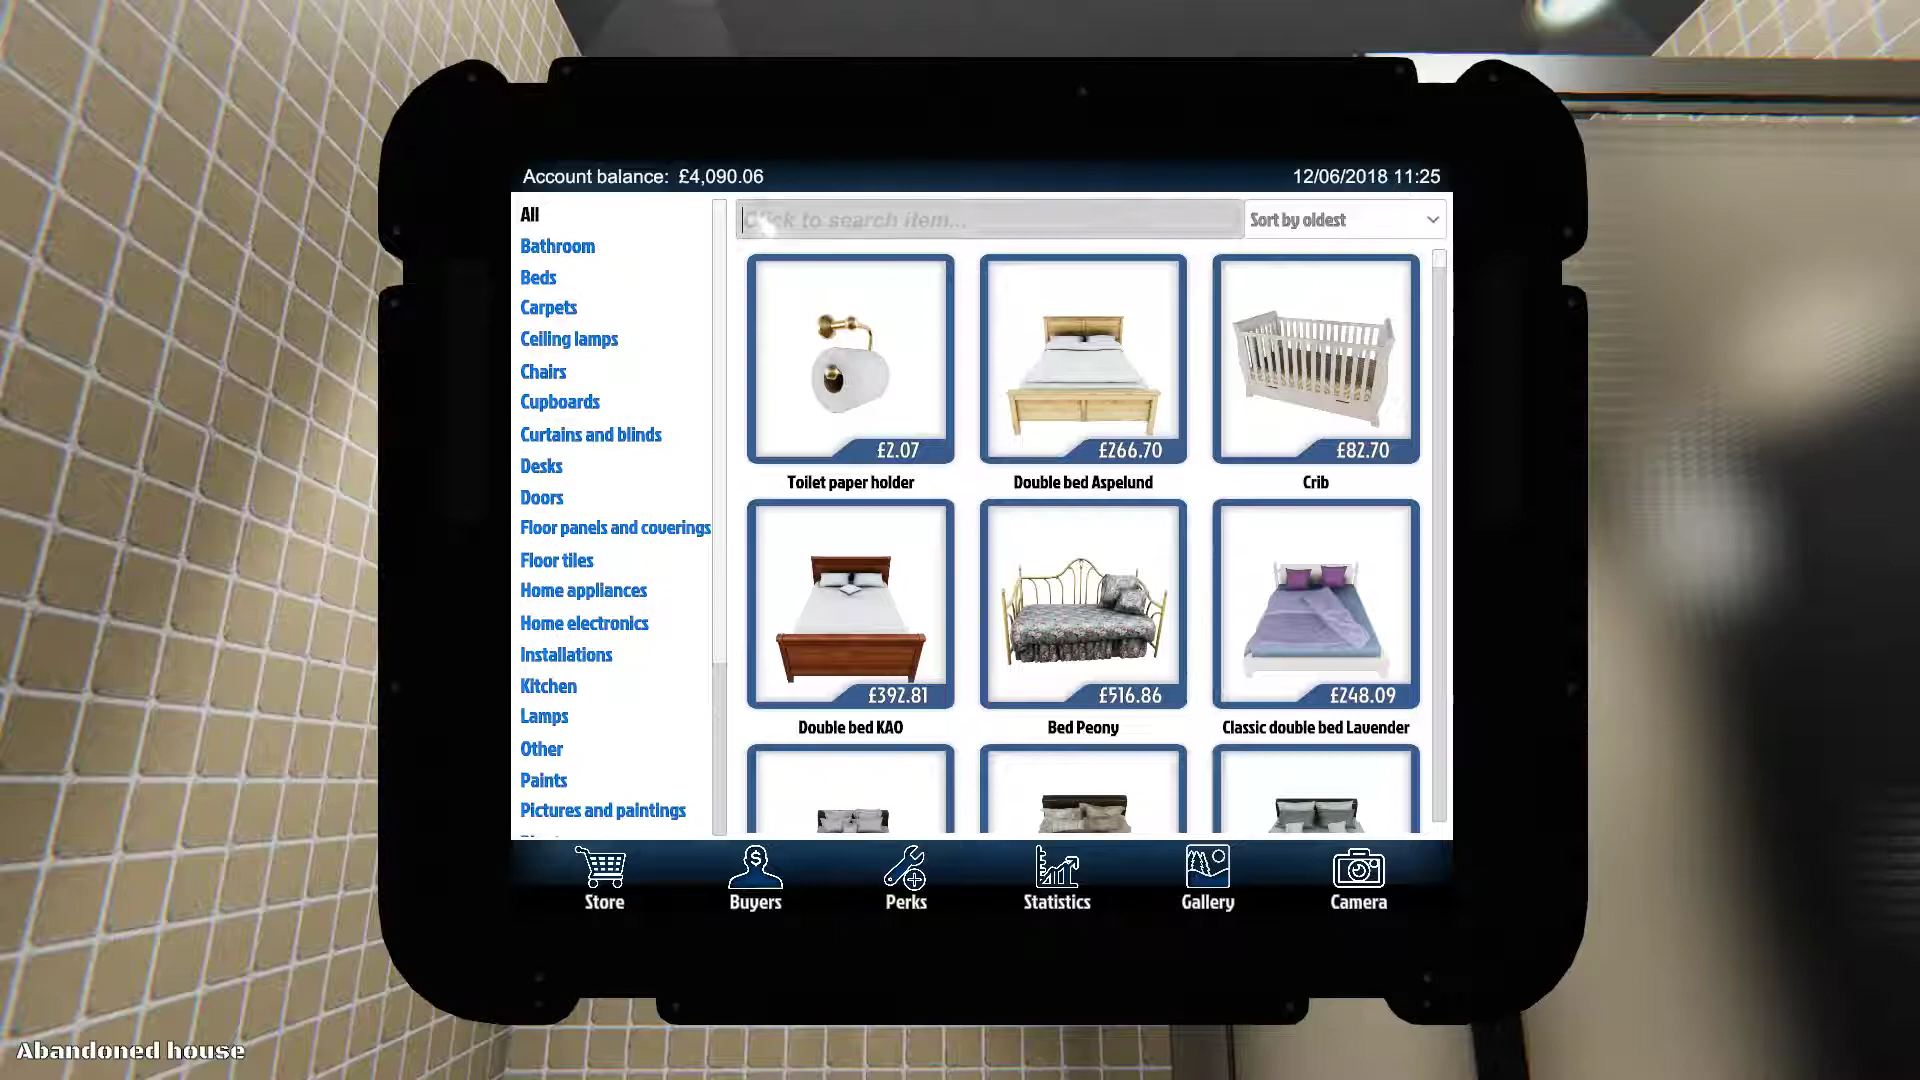 Account balance: £4,090.06
12/06/2018 11:25
All
Bathroom
Beds
Carpets
Ceiling lamps
Chairs
Cupboards
Curtains and blinds
Desks
Doors
Floor panels and coverings
Floor tiles
Home appliances
Home electronics
Installations
Kitchen
Lamps
Other
Paints
Pictures and paintings
Click to search item...
Sort by oldest
£2.07
£266.70
£82.70
Toilet paper holder
Double bed Aspelund
Crib
£392.81
£516.86
£248.09
Double bed KAO
Bed Peony
Classic double bed Lavender
Store
Buyers
Perks
Statistics
Gallery
Camera
Abandoned house